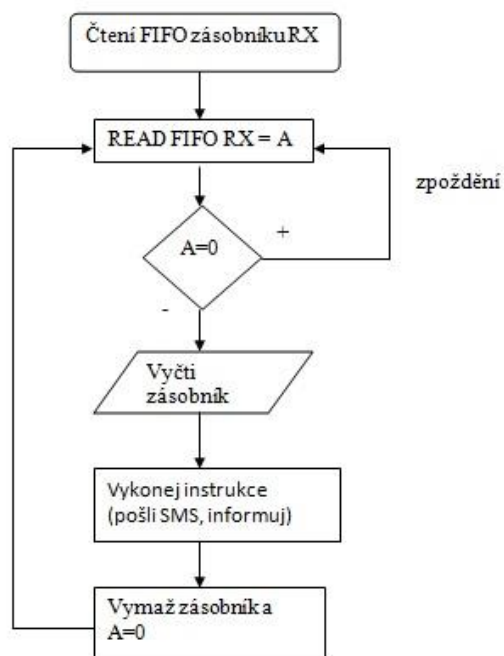 Čtení FIFO zásobníku RX
READ FIFO RX = A
zpoždění
A=0
+
-
Vyčti
zásobník
Vykonej instrukce
(pošli SMS, informuj)
Vymaž zásobník a
A=0